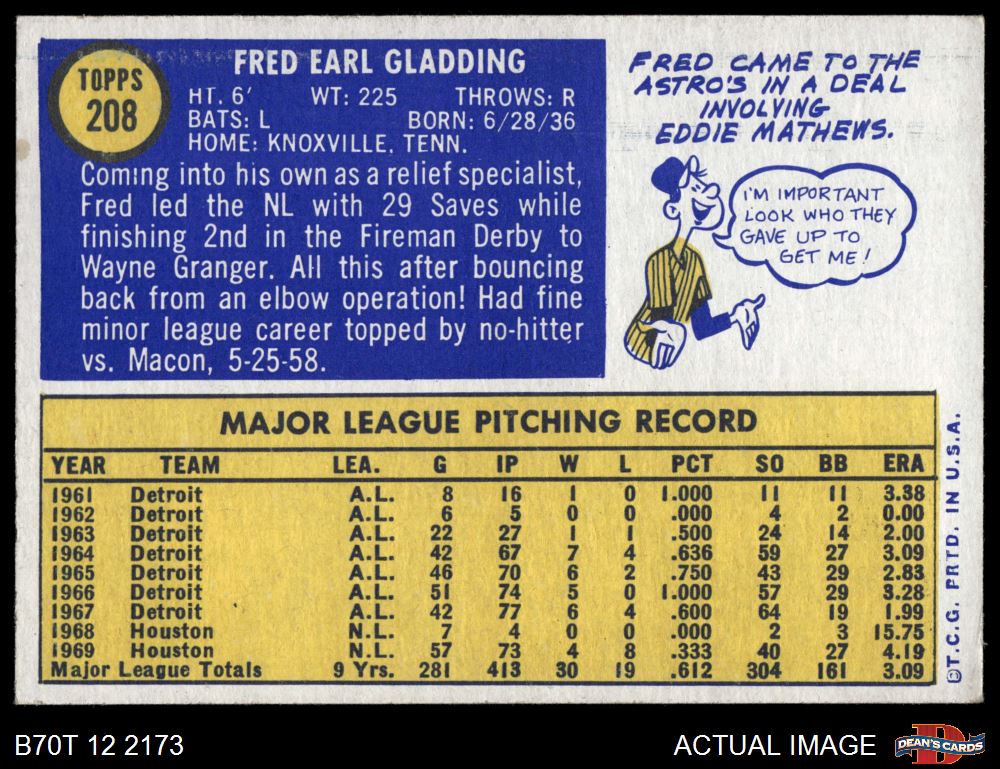 TOPPS
208
FRED EARL GLADDING
HT. 6' WT: 225 THROWS: R
BATS: L BORN: 6/28/36
HOME: KNOXVILLE, TENN.
Coming into his own as a relief specialist,
Fred led the NL with 29 Saves while
finishing 2nd in the Fireman Derby to
Wayne Granger. All this after bouncing
back from an elbow operation! Had fine
minor league career topped by no-hitter
vs. Macon, 5-25-58.
FRED CAME TO THE
ASTRO'S IN A DEAL
INVOLVING
EDDIE MATHEWS.
I'M IMPORTANT
LOOK WHO THEY
GAVE UP TO
GET ME!
MAJOR LEAGUE PITCHING RECORD
YEAR TEAM LEA. G IP W L PCT SO BB ERA
1961 Detroit A.L. 8 16 1 0 1.000 11 11 3.38
1962 Detroit A.L. 6 5 0 0 .000 4 2 0.00
1963 Detroit A.L. 22 27 1 1 .500 24 14 2.00
1964 Detroit A.L. 42 67 7 4 .636 59 27 3.09
1965 Detroit A.L. 46 70 6 2 .750 43 29 2.83
1966 Detroit A.L. 51 74 5 0 1.000 57 29 3.28
1967 Detroit A.L. 42 77 6 4 .600 64 19 1.99
1968 Houston N.L. 7 4 0 0 .000 2 3 15.75
1969 Houston N.L. 57 73 4 8 .333 40 27 4.19
Major League Totals 9 Yrs. 281 413 30 19 .612 304 161 3.09
©T.C.G. PRTD. IN U.S.A.
B70T 12 2173
ACTUAL IMAGE
DEAN'S CARDS